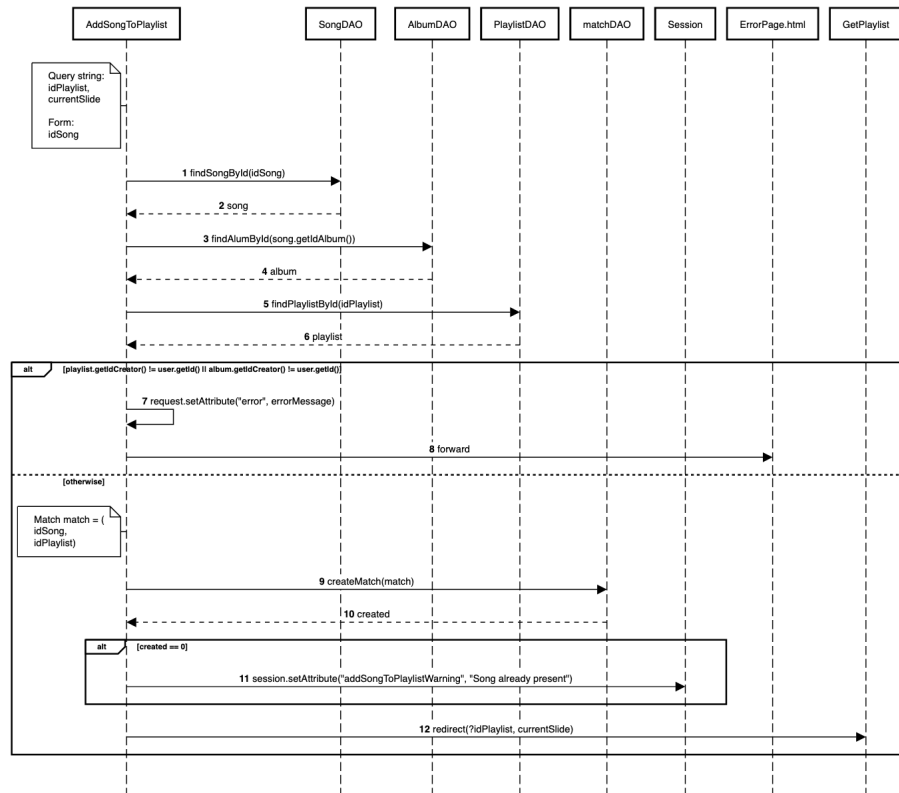 AddSongToPlaylist
SongDAO
AlbumDAO
PlaylistDAO
matchDAO
Session
ErrorPage.html
GetPlaylist
Query string:
idPlaylist,
currentSlide
Form:
idSong
1 findSongById(idSong)
2 song
3 findAlumById(song.getIdAlbum())
4 album
5 findPlaylistById(idPlaylist)
6 playlist
alt
[playlist.getIdCreator() != user.getId() || album.getIdCreator() != user.getId()]
7 request.setAttribute("error", errorMessage)
8 forward
[otherwise]
Match match = (
idSong,
idPlaylist)
9 createMatch(match)
10 created
alt
[created == 0]
11 session.setAttribute("addSongToPlaylistWarning", "Song already present")
12 redirect(?idPlaylist, currentSlide)